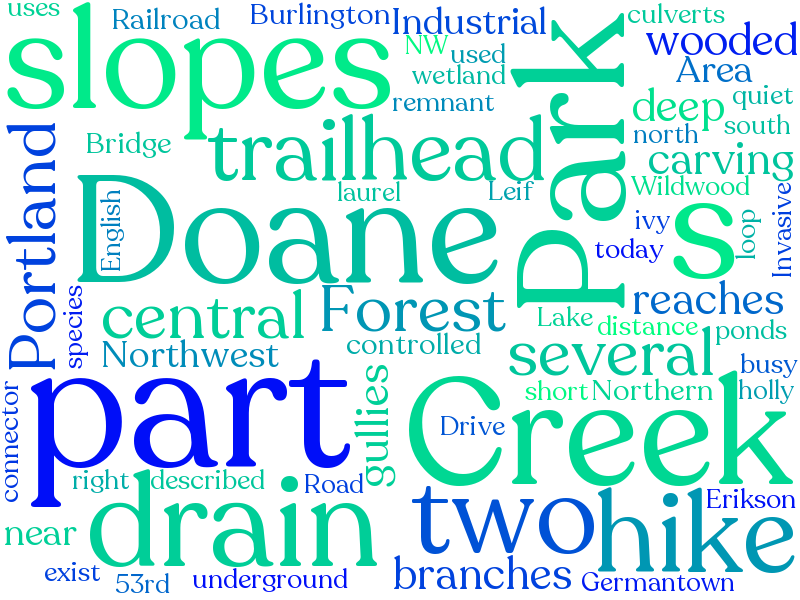 uses
Railroad
Burlington
Industrial
culverts
slopes
NW
used
wooded
wetland
Area
remnant
Park
deep
quiet
Bridge
trailhead
north
south
carving
Portland
English
Doane
laurel
Leif
Wildwood
ivy
s
loop
Invasive
today
species
central
Forest
reaches
Lake
distance
ponds
Northwest
controlled
several
busy
connector
part
gullies
Creek
short
Northern
holly
Drive
right
described
Road
near
drain
two
hike
Erikson
exist
53rd
underground
branches
Germantown